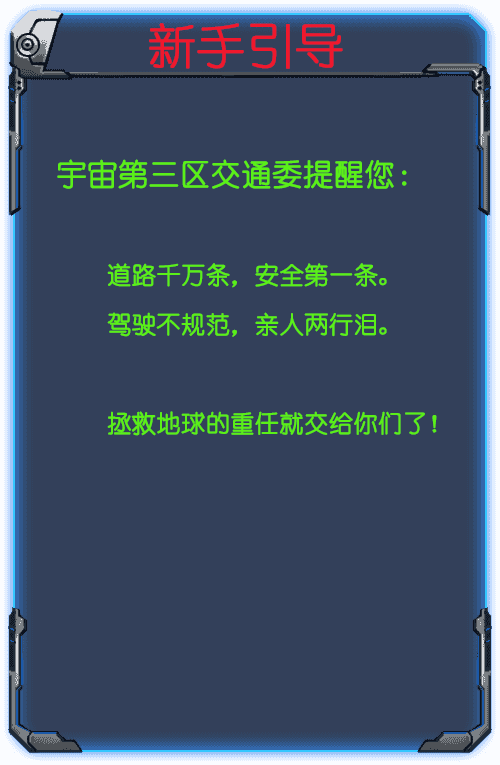 新手引导
宇宙第三区交通委提醒您：
道路千万条，安全第一条。
驾驶不规范，亲人两行泪。
拯救地球的重任就交给你们了！